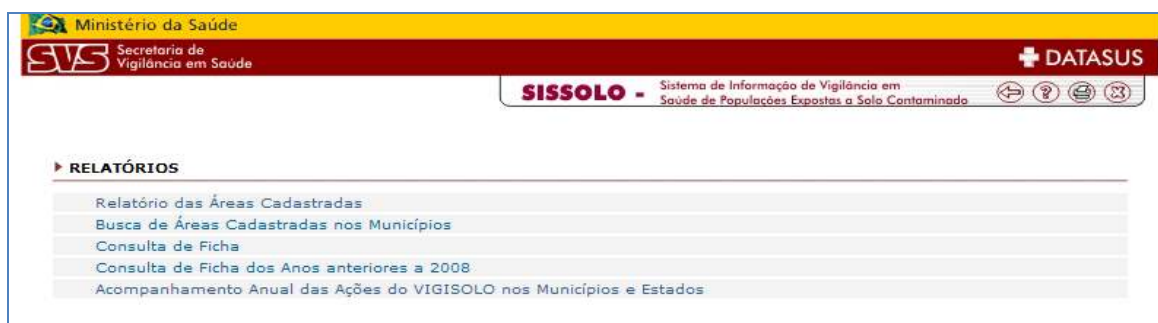 Ministério da Saúde
SVS Secretaria de
Vigilância em Saúde
DATASUS
SISSOLO - Sistema de Informação de Vigilância em
Saúde de Populações Expostas a Solo Contaminado
RELATÓRIOS
Relatório das Áreas Cadastradas
Busca de Áreas Cadastradas nos Municípios
Consulta de Ficha
Consulta de Ficha dos Anos anteriores a 2008
Acompanhamento Anual das Ações do VIGISOLO nos Municípios e Estados